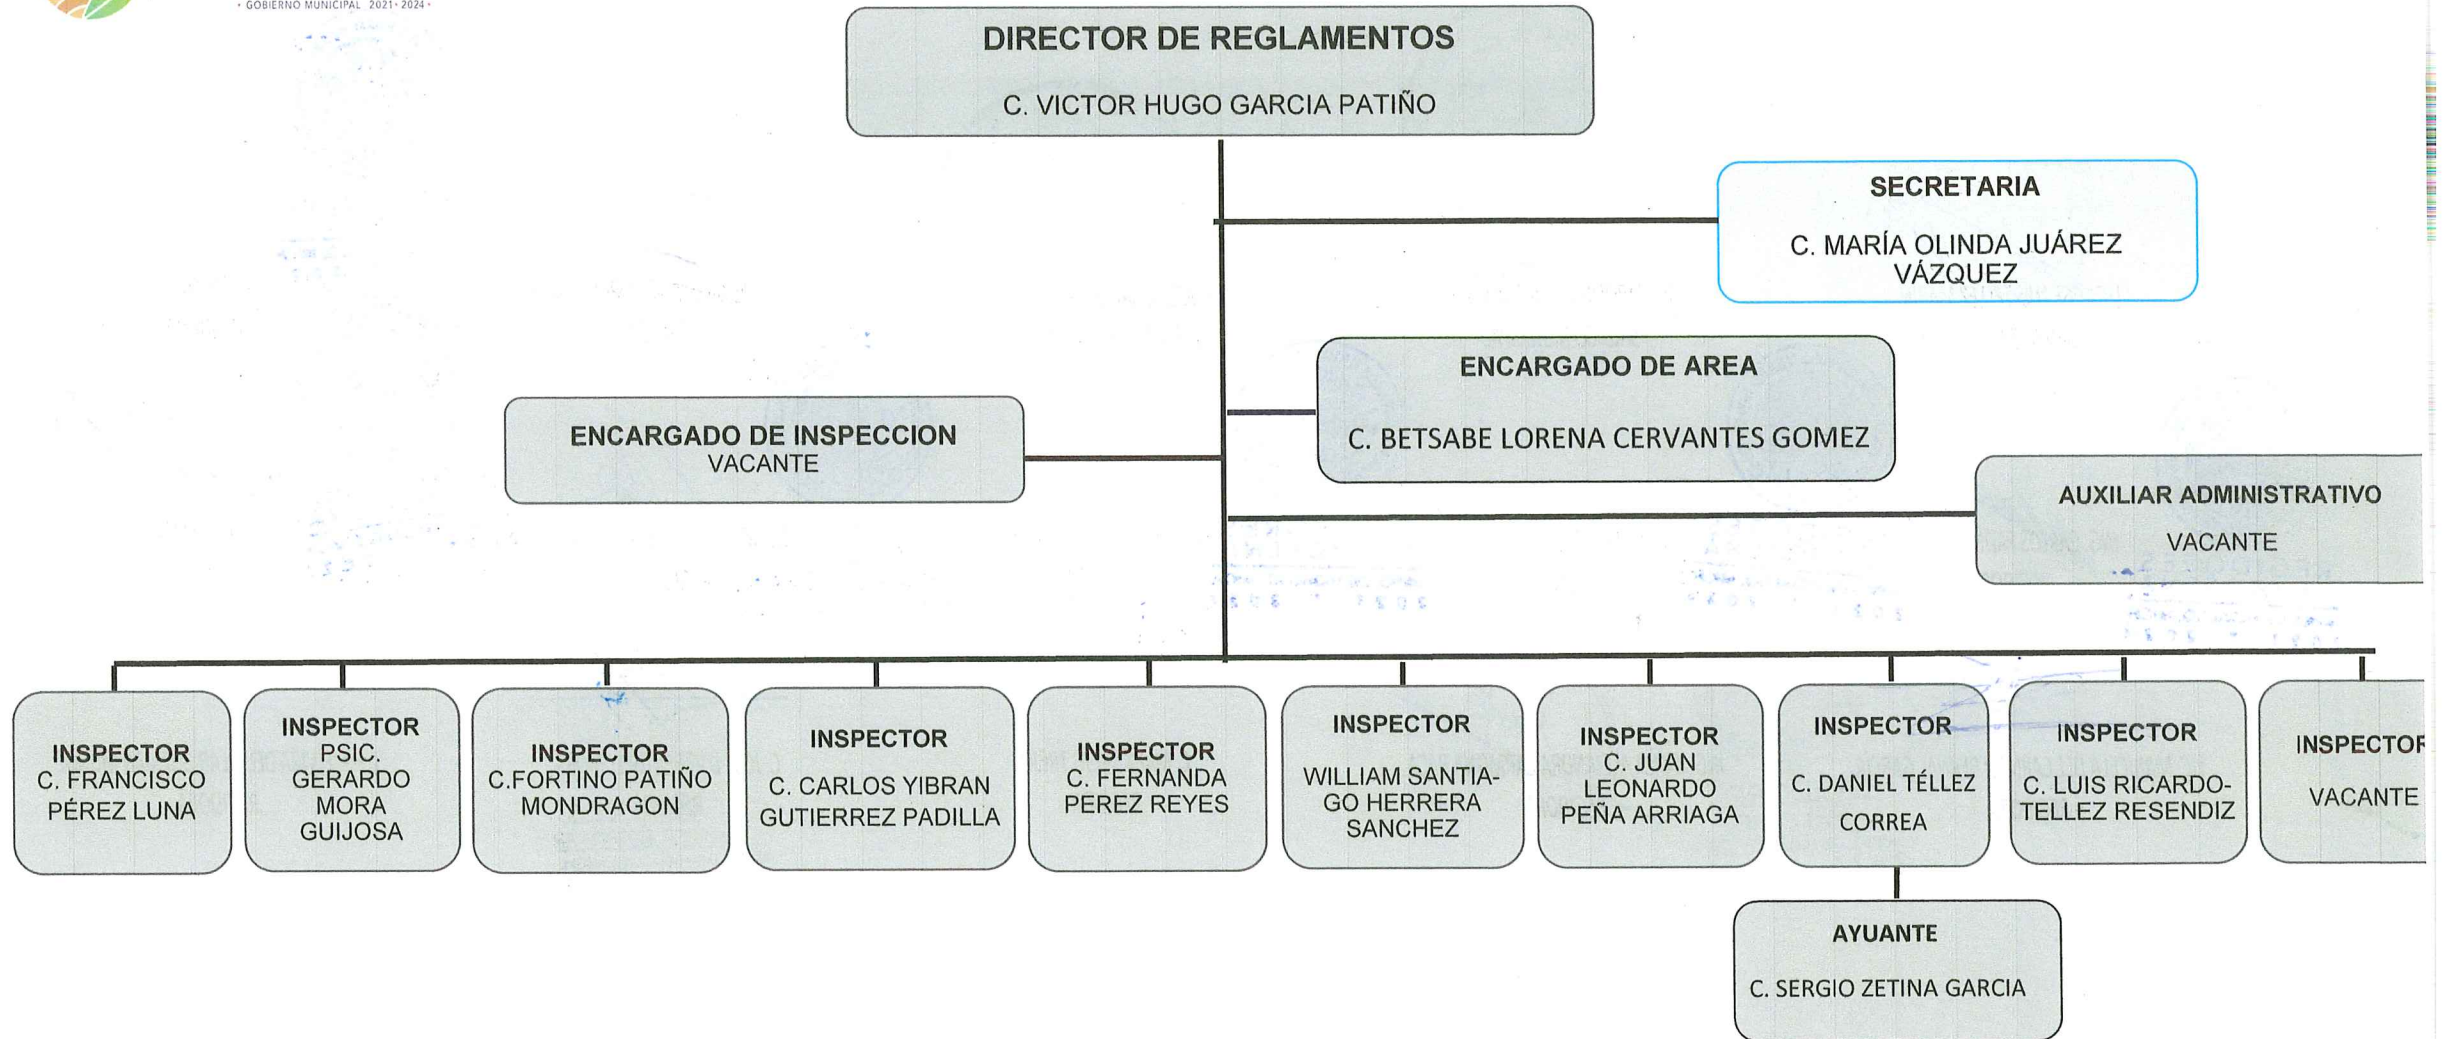 • GOBIERNO MUNICIPAL 2021 - 2024 •
DIRECTOR DE REGLAMENTOS
C. VICTOR HUGO GARCIA PATIÑO
SECRETARIA
C. MARÍA OLINDA JUÁREZ
VÁZQUEZ
ENCARGADO DE AREA
C. BETSABE LORENA CERVANTES GOMEZ
ENCARGADO DE INSPECCION
VACANTE
AUXILIAR ADMINISTRATIVO
VACANTE
INSPECTOR
C. FRANCISCO
PÉREZ LUNA
INSPECTOR
PSIC.
GERARDO
MORA
GUIJOSA
INSPECTOR
C.FORTINO PATIÑO
MONDRAGON
INSPECTOR
C. CARLOS YIBRAN
GUTIERREZ PADILLA
INSPECTOR
C. FERNANDA
PEREZ REYES
INSPECTOR
WILLIAM SANTIA-
GO HERRERA
SANCHEZ
INSPECTOR
C. JUAN
LEONARDO
PEÑA ARRIAGA
INSPECTOR
C. DANIEL TÉLLEZ
CORREA
INSPECTOR
C. LUIS RICARDO-
TELLEZ RESENDIZ
INSPECTOR
VACANTE
AYUANTE
C. SERGIO ZETINA GARCIA